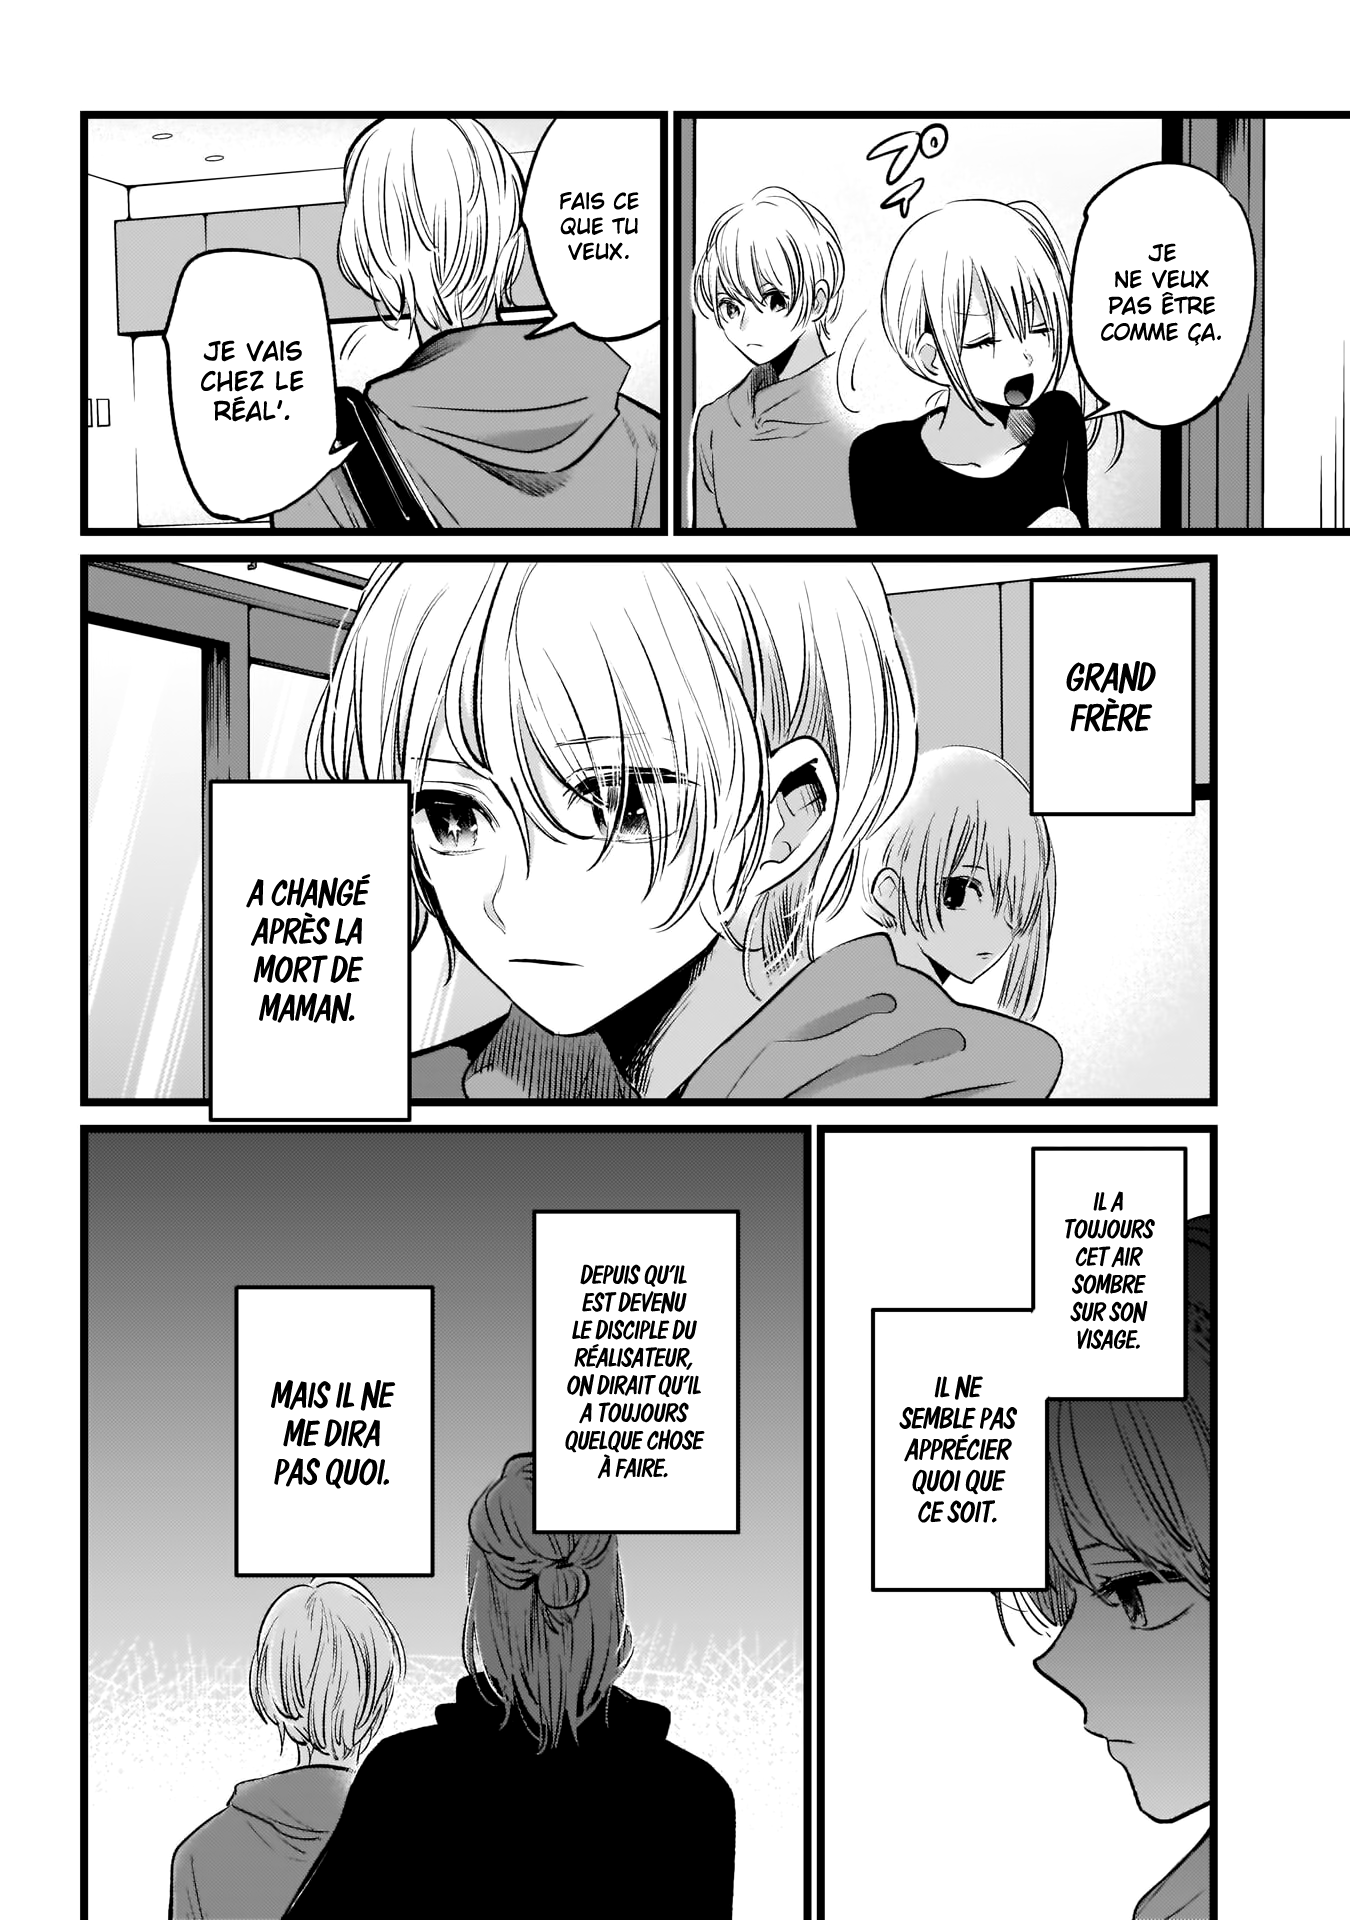 プイ
JE
NE VEUX
PAS ÊTRE
COMME ÇA.
FAIS CE
QUE TU
VEUX.
JE VAIS
CHEZ LE
RÉAL'.
GRAND
FRÈRE
A CHANGÉ
APRÈS LA
MORT DE
MAMAN.
IL A
TOUJOURS
CET AIR
SOMBRE
SUR SON
VISAGE.
IL NE
SEMBLE PAS
APPRÉCIER
QUOI QUE
CE SOIT.
DEPUIS QU'IL
EST DEVENU
LE DISCIPLE DU
RÉALISATEUR,
ON DIRAIT QU'IL
A TOUJOURS
QUELQUE CHOSE
À FAIRE.
MAIS IL NE
ME DIRA
PAS QUOI.